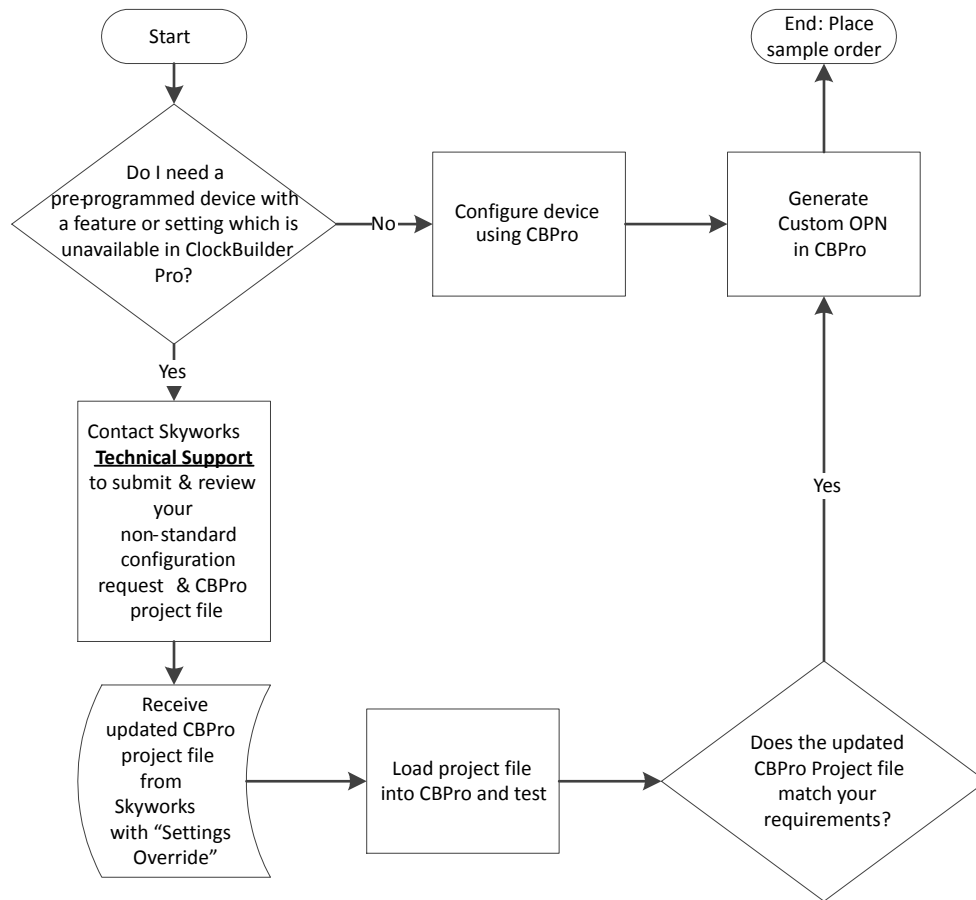 Start
End: Place
sample order
Do I need a
pre-programmed device with
a feature or setting which is
unavailable in ClockBuilder
Pro?
No
Configure device
using CBPro
Generate
Custom OPN
in CBPro
Yes
Contact Skyworks
Technical Support
to submit & review
your
non-standard
configuration
request & CBPro
project file
Yes
Receive
updated CBPro
project file
from
Skyworks
with “Settings
Override”
Load project file
into CBPro and test
Does the updated
CBPro Project file
match your
requirements?